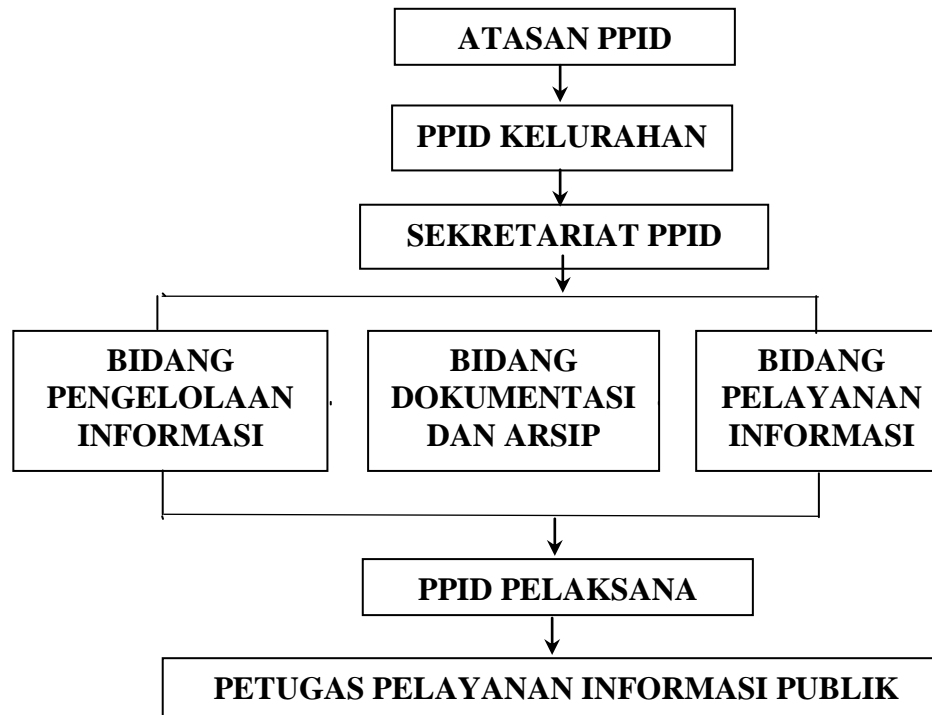 ATASAN PPID
PPID KELURAHAN
SEKRETARIAT PPID
BIDANG
PENGELOLAAN
INFORMASI
BIDANG
DOKUMENTASI
DAN ARSIP
BIDANG
PELAYANAN
INFORMASI
PPID PELAKSANA
PETUGAS PELAYANAN INFORMASI PUBLIK